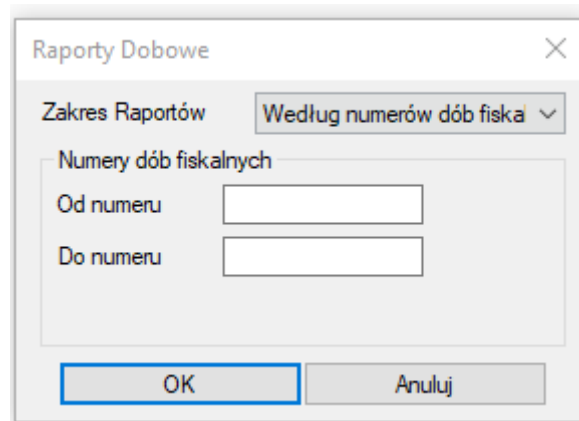 Raporty Dobowe
Zakres Raportów Według numerów dób fiskal
Numery dób fiskalnych
Od numeru
Do numeru
OK Anuluj